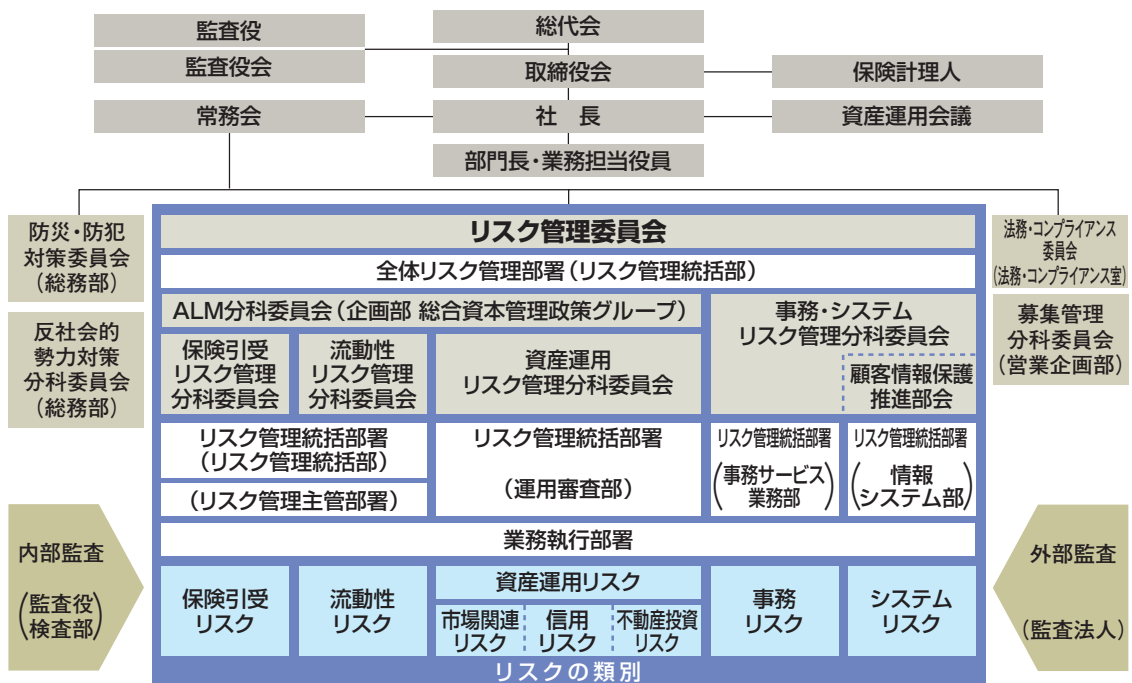 監査役
監査役会
総代会
取締役会
保険計理人
常務会
社 長
資産運用会議
部門長・業務担当役員
防災・防犯
対策委員会
(総務部)
反社会的
勢力対策
分科委員会
(総務部)
リスク管理委員会
全体リスク管理部署(リスク管理統括部)
ALM分科委員会(企画部 総合資本管理政策グループ)
保険引受
リスク管理
分科委員会
流動性
リスク管理
分科委員会
資産運用
リスク管理分科委員会
事務・システム
リスク管理分科委員会
顧客情報保護
推進部会
法務・コンプライアンス
委員会
(法務・コンプライアンス室)
募集管理
分科委員会
(営業企画部)
リスク管理統括部署
(リスク管理統括部)
(リスク管理主管部署)
リスク管理統括部署
(運用審査部)
リスク管理統括部署
(事務サービス
業務部)
リスク管理統括部署
(情報
システム部)
業務執行部署
内部監査
(監査役
検査部)
外部監査
(監査法人)
保険引受
リスク
流動性
リスク
資産運用リスク
市場関連
リスク
信用
リスク
不動産投資
リスク
事務
リスク
システム
リスク
リスクの類別